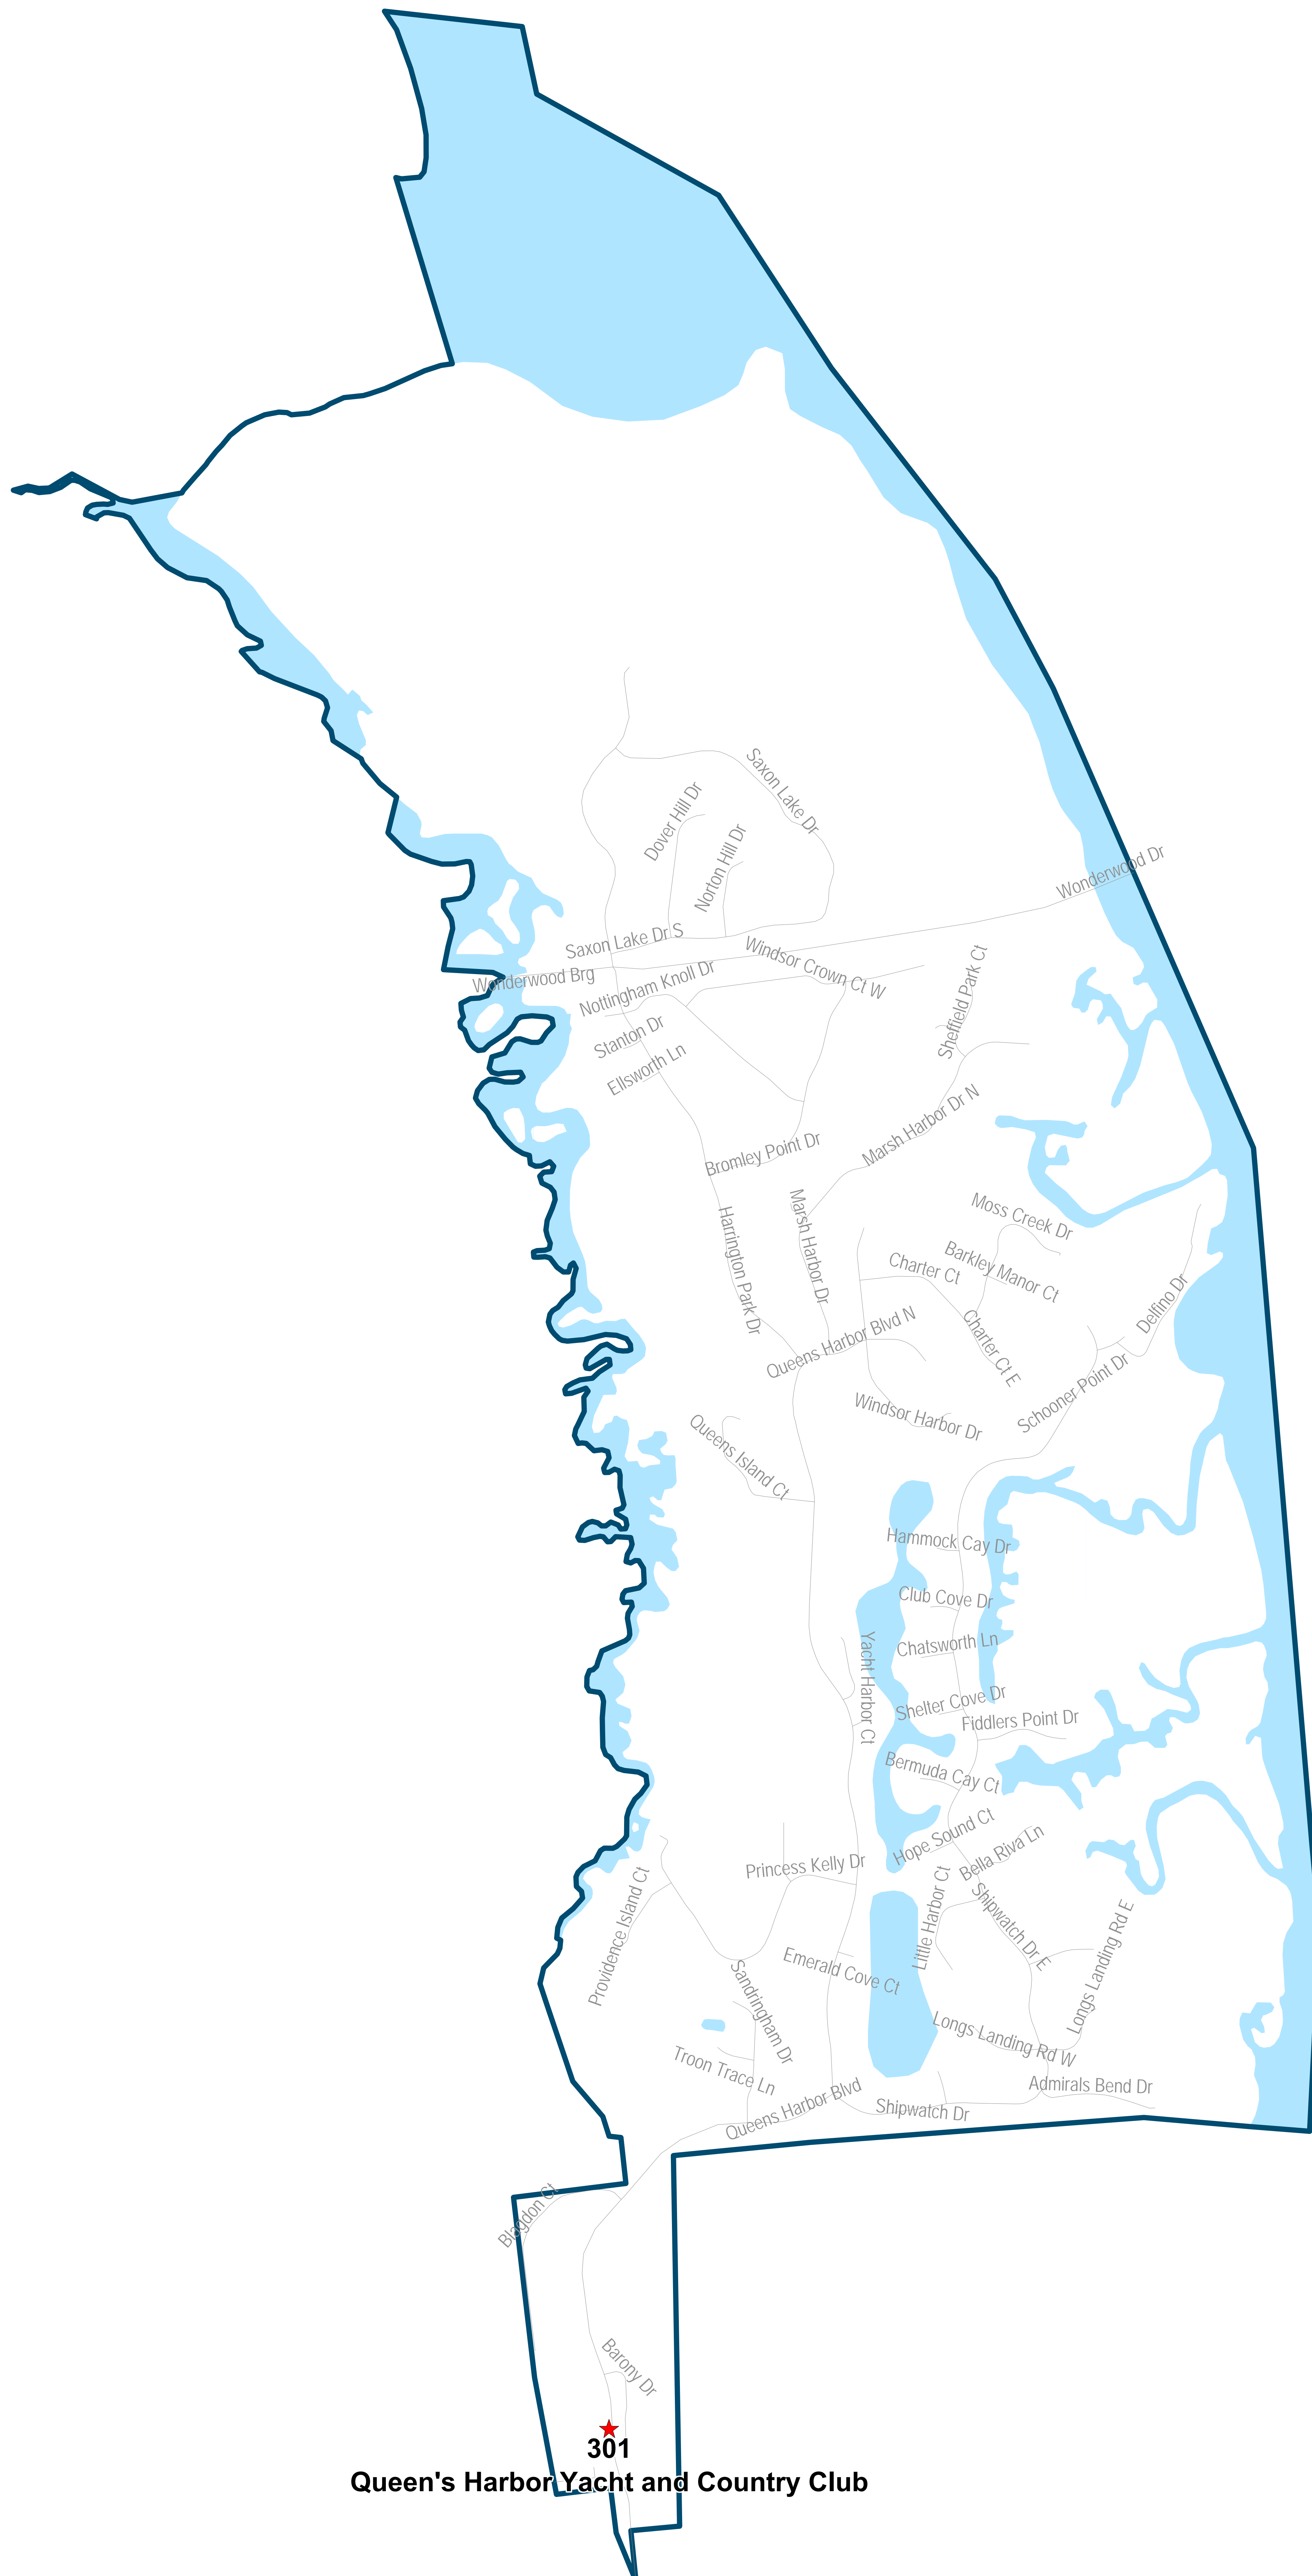 Saxon Lake Dr
Dover Hill Dr
Norton Hill Dr
Wonderwood Dr
Saxon Lake Dr S
Windsor Crown Ct W
Wonderwood Brg
Nottingham Knoll Dr
Sheffield Park Ct
Stanton Dr
Ellsworth Ln
Marsh Harbor Dr N
Bromley Point Dr
Marsh Harbor Dr
Harrington Park Dr
Moss Creek Dr
Barkley Manor Ct
Charter Ct
Delfino Dr
Queens Harbor Blvd N
Charter Ct E
Schooner Point Dr
Windsor Harbor Dr
Queens Island Ct
Hammock Cay Dr
Club Cove Dr
Chatsworth Ln
Yacht Harbor Ct
Shelter Cove Dr
Fiddlers Point Dr
Bermuda Cay Ct
Hope Sound Ct
Bella Riva Ln
Princess Kelly Dr
Little Harbor Ct
Shipwatch Dr E
Providence Island Ct
Longs Landing Rd E
Emerald Cove Ct
Sandringham Dr
Longs Landing Rd W
Troon Trace Ln
Admirals Bend Dr
Queens Harbor Blvd
Shipwatch Dr
Blagdon Ct
Barony Dr
301
Queen's Harbor Yacht and Country Club